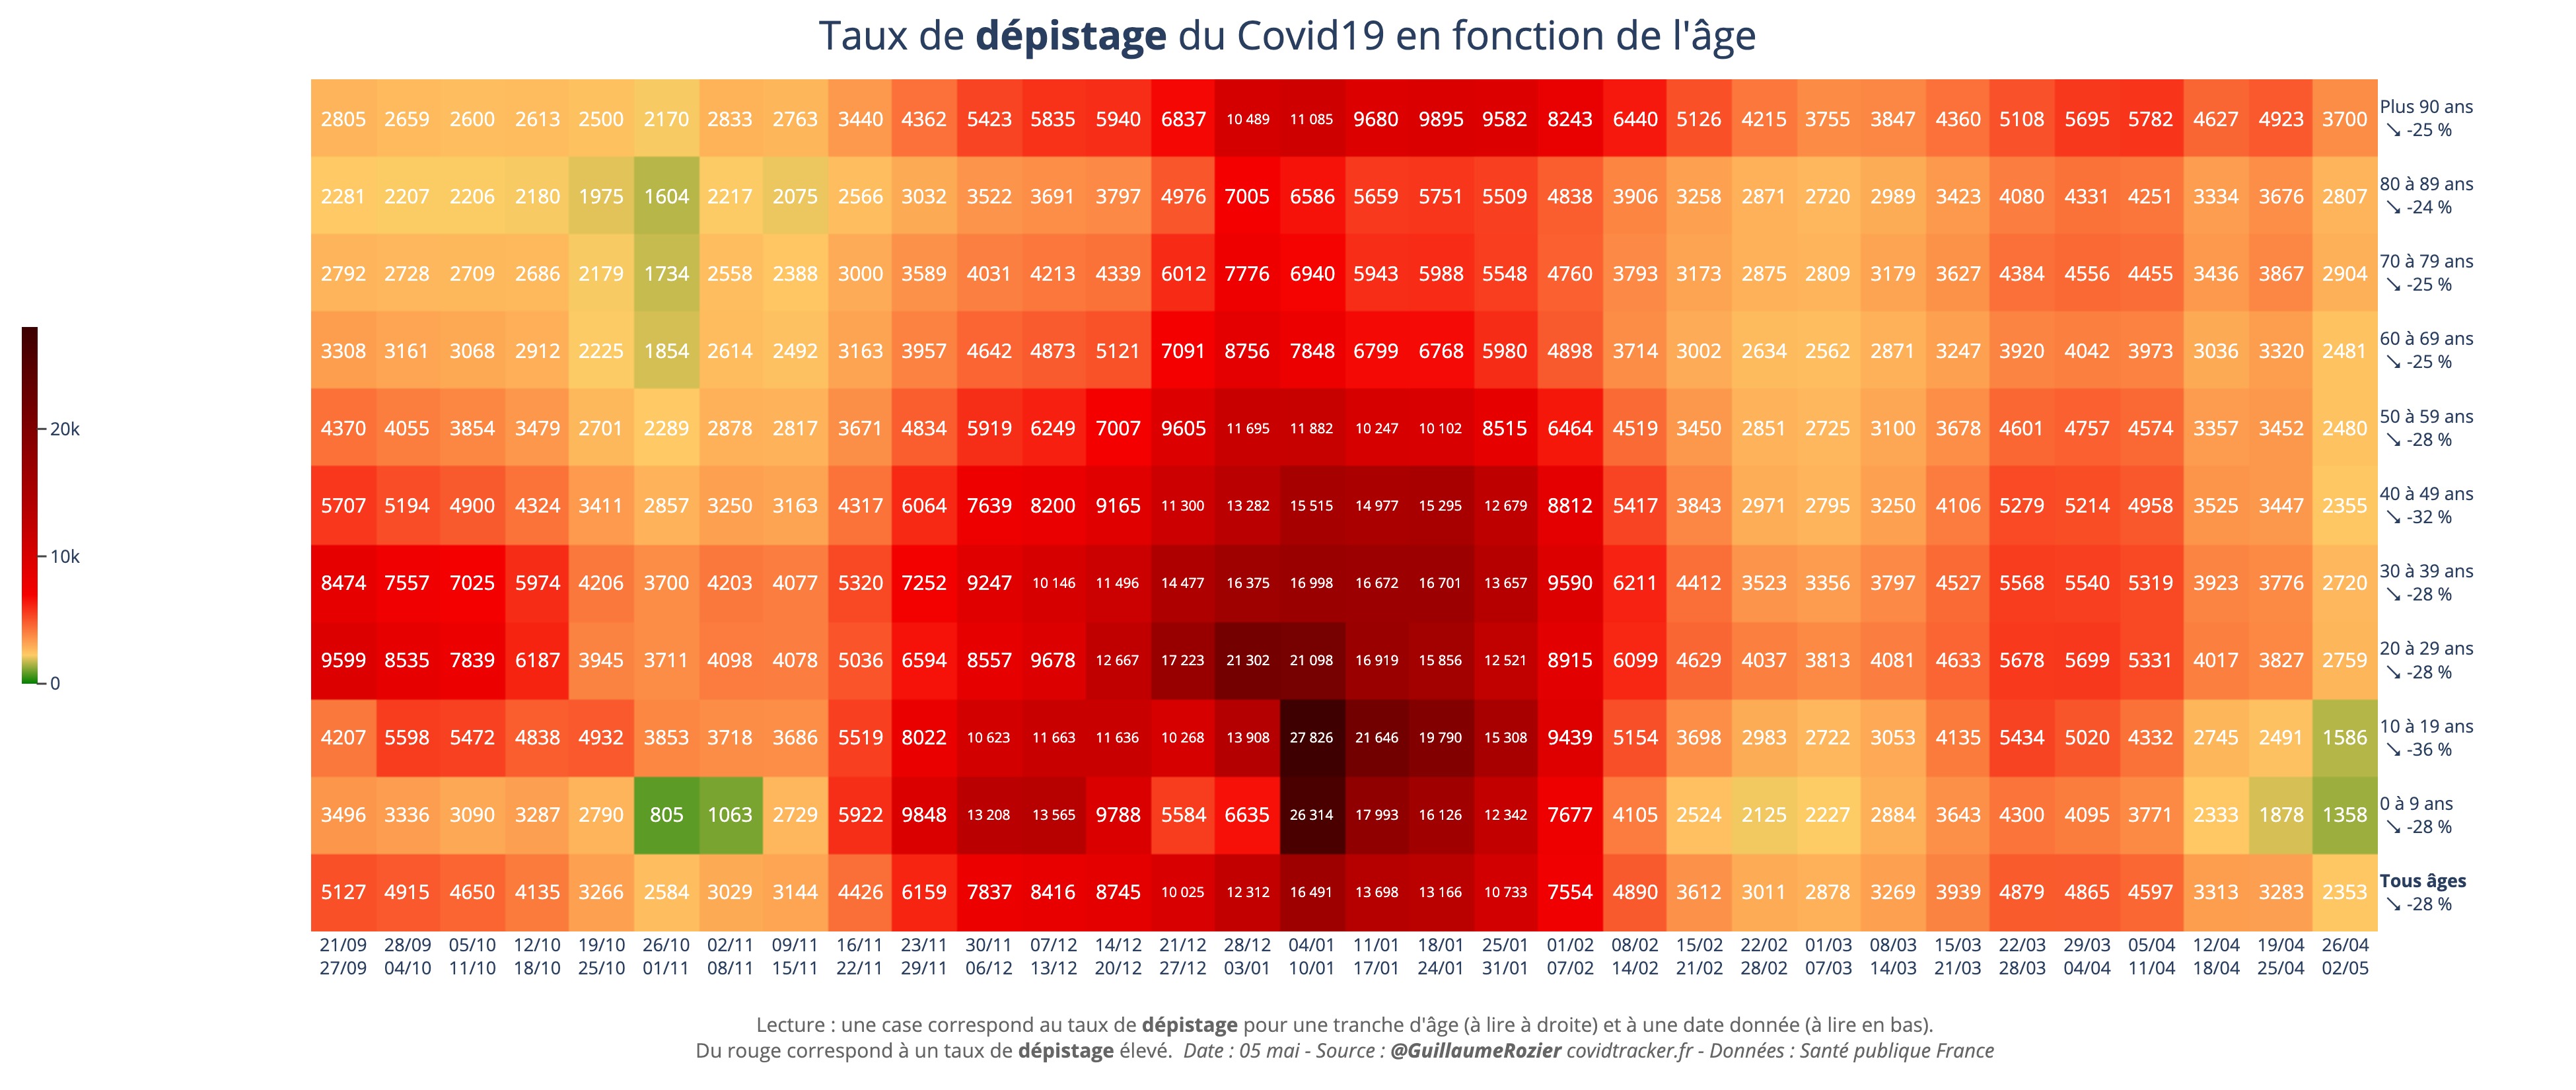 Taux de dépistage du Covid19 en fonction de l'âge
2805 2659 2600 2613 2500 2170 2833 2763 3440 4362 5423 5835 5940 6837 10 489 11 085 9680 9895 9582 8243 6440 5126 4215 3755 3847 4360 5108 5695 5782 4627 4923 3700 Plus 90 ans
↘ -25 %
2281 2207 2206 2180 1975 1604 2217 2075 2566 3032 3522 3691 3797 4976 7005 6586 5659 5751 5509 4838 3906 3258 2871 2720 2989 3423 4080 4331 4251 3334 3676 2807 80 à 89 ans
↘ -24 %
2792 2728 2709 2686 2179 1734 2558 2388 3000 3589 4031 4213 4339 6012 7776 6940 5943 5988 5548 4760 3793 3173 2875 2809 3179 3627 4384 4556 4455 3436 3867 2904 70 à 79 ans
↘ -25 %
3308 3161 3068 2912 2225 1854 2614 2492 3163 3957 4642 4873 5121 7091 8756 7848 6799 6768 5980 4898 3714 3002 2634 2562 2871 3247 3920 4042 3973 3036 3320 2481 60 à 69 ans
↘ -25 %
20k
4370 4055 3854 3479 2701 2289 2878 2817 3671 4834 5919 6249 7007 9605 11 695 11 882 10 247 10 102 8515 6464 4519 3450 2851 2725 3100 3678 4601 4757 4574 3357 3452 2480 50 à 59 ans
↘ -28 %
5707 5194 4900 4324 3411 2857 3250 3163 4317 6064 7639 8200 9165 11 300 13 282 15 515 14 977 15 295 12 679 8812 5417 3843 2971 2795 3250 4106 5279 5214 4958 3525 3447 2355 40 à 49 ans
↘ -32 %
10k
8474 7557 7025 5974 4206 3700 4203 4077 5320 7252 9247 10 146 11 496 14 477 16 375 16 998 16 672 16 701 13 657 9590 6211 4412 3523 3356 3797 4527 5568 5540 5319 3923 3776 2720 30 à 39 ans
↘ -28 %
9599 8535 7839 6187 3945 3711 4098 4078 5036 6594 8557 9678 12 667 17 223 21 302 21 098 16 919 15 856 12 521 8915 6099 4629 4037 3813 4081 4633 5678 5699 5331 4017 3827 2759 20 à 29 ans
↘ -28 %
0
4207 5598 5472 4838 4932 3853 3718 3686 5519 8022 10 623 11 663 11 636 10 268 13 908 27 826 21 646 19 790 15 308 9439 5154 3698 2983 2722 3053 4135 5434 5020 4332 2745 2491 1586 10 à 19 ans
↘ -36 %
3496 3336 3090 3287 2790 805 1063 2729 5922 9848 13 208 13 565 9788 5584 6635 26 314 17 993 16 126 12 342 7677 4105 2524 2125 2227 2884 3643 4300 4095 3771 2333 1878 1358 0 à 9 ans
↘ -28 %
5127 4915 4650 4135 3266 2584 3029 3144 4426 6159 7837 8416 8745 10 025 12 312 16 491 13 698 13 166 10 733 7554 4890 3612 3011 2878 3269 3939 4879 4865 4597 3313 3283 2353 Tous âges
↘ -28 %
21/09 28/09 05/10 12/10 19/10 26/10 02/11 09/11 16/11 23/11 30/11 07/12 14/12 21/12 28/12 04/01 11/01 18/01 25/01 01/02 08/02 15/02 22/02 01/03 08/03 15/03 22/03 29/03 05/04 12/04 19/04 26/04
27/09 04/10 11/10 18/10 25/10 01/11 08/11 15/11 22/11 29/11 06/12 13/12 20/12 27/12 03/01 10/01 17/01 24/01 31/01 07/02 14/02 21/02 28/02 07/03 14/03 21/03 28/03 04/04 11/04 18/04 25/04 02/05
Lecture : une case correspond au taux de dépistage pour une tranche d'âge (à lire à droite) et à une date donnée (à lire en bas).
Du rouge correspond à un taux de dépistage élevé. Date : 05 mai - Source : @GuillaumeRozier covidtracker.fr - Données : Santé publique France